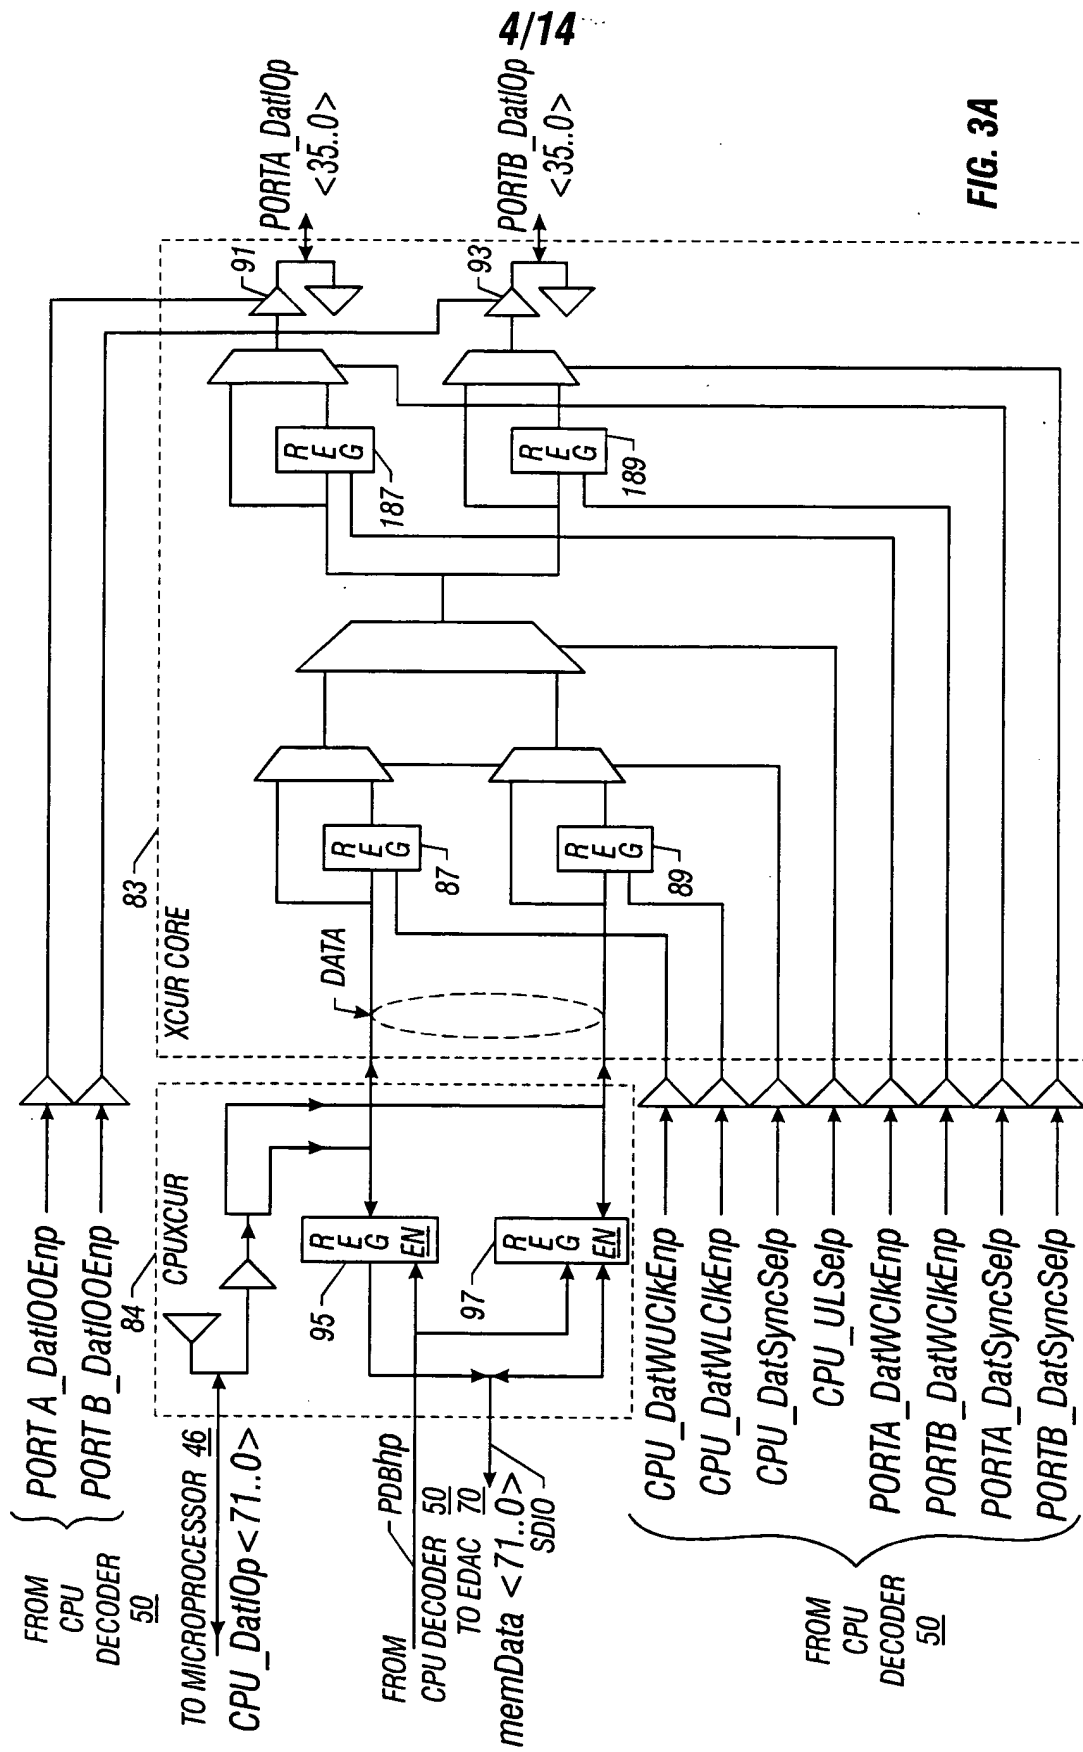 4/14
FROM
CPU
DECODER
50
PORT A_DatIOOEnp
PORT B_DatIOOEnp
TO MICROPROCESSOR 46
CPU_DatIOp<71..0>
84
CPUXCUR
83
XCUR CORE
91
PORTA_DatIOp
<35..0>
93
PORTB_DatIOp
<35..0>
REG
187
REG
189
DATA
REG
87
REG
89
REG
EN
95
REG
EN
97
PDBhp
FROM
CPU DECODER 50
TO EDAC 70
memData <71..0>
SDIO
CPU_DatWUClkEnp
CPU_DatWLClkEnp
CPU_DatSyncSelp
CPU_ULSelp
PORTA_DatWClkEnp
PORTB_DatWClkEnp
PORTA_DatSyncSelp
PORTB_DatSyncSelp
FROM
CPU
DECODER
50
FIG. 3A